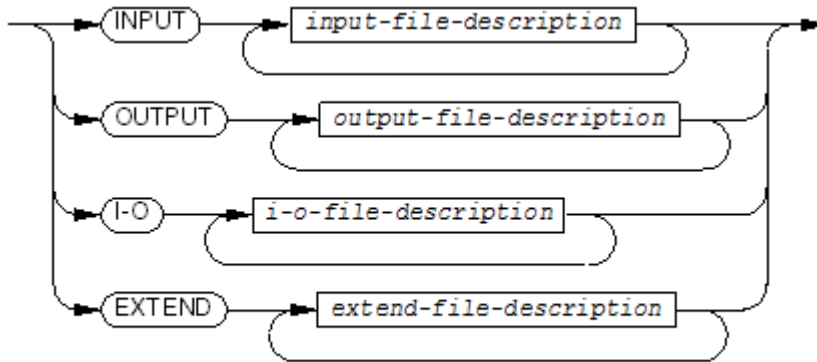 INPUT input-file-description
OUTPUT output-file-description
I-O i-o-file-description
EXTEND extend-file-description